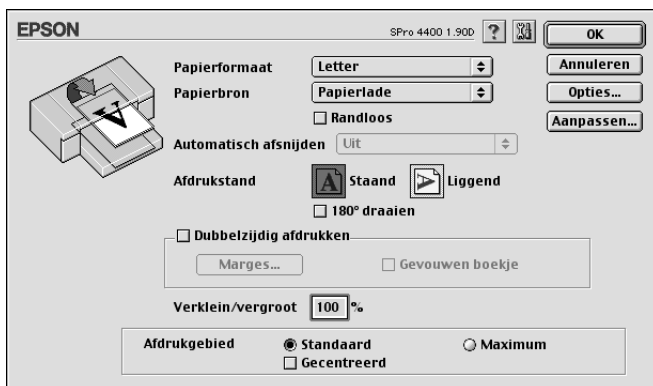 EPSON
SPro 4400 1.90D ?
OK
Papierformaat Letter Annuleren
Papierbron Papierlade Opties...
Randloos Aanpassen...
Automatisch afsnijden Uit
Afdrukstand A Staand A Liggend
180° draaien
Dubbelzijdig afdrukken
Marges... Gevouwen boekje
Verklein/vergroot 100 %
Afdrukgebied Standaard Maximum
Gecentreerd